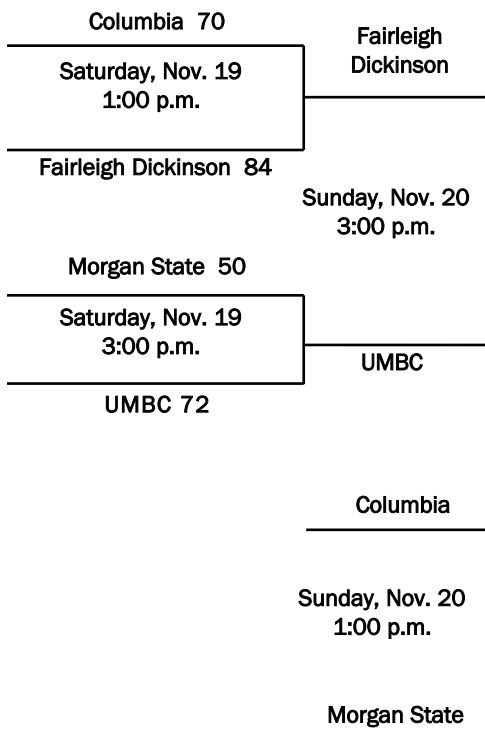 Columbia 70
Saturday, Nov. 19
1:00 p.m.
Fairleigh Dickinson 84
Fairleigh
Dickinson
Sunday, Nov. 20
3:00 p.m.
Morgan State 50
Saturday, Nov. 19
3:00 p.m.
UMBC 72
UMBC
Columbia
Sunday, Nov. 20
1:00 p.m.
Morgan State